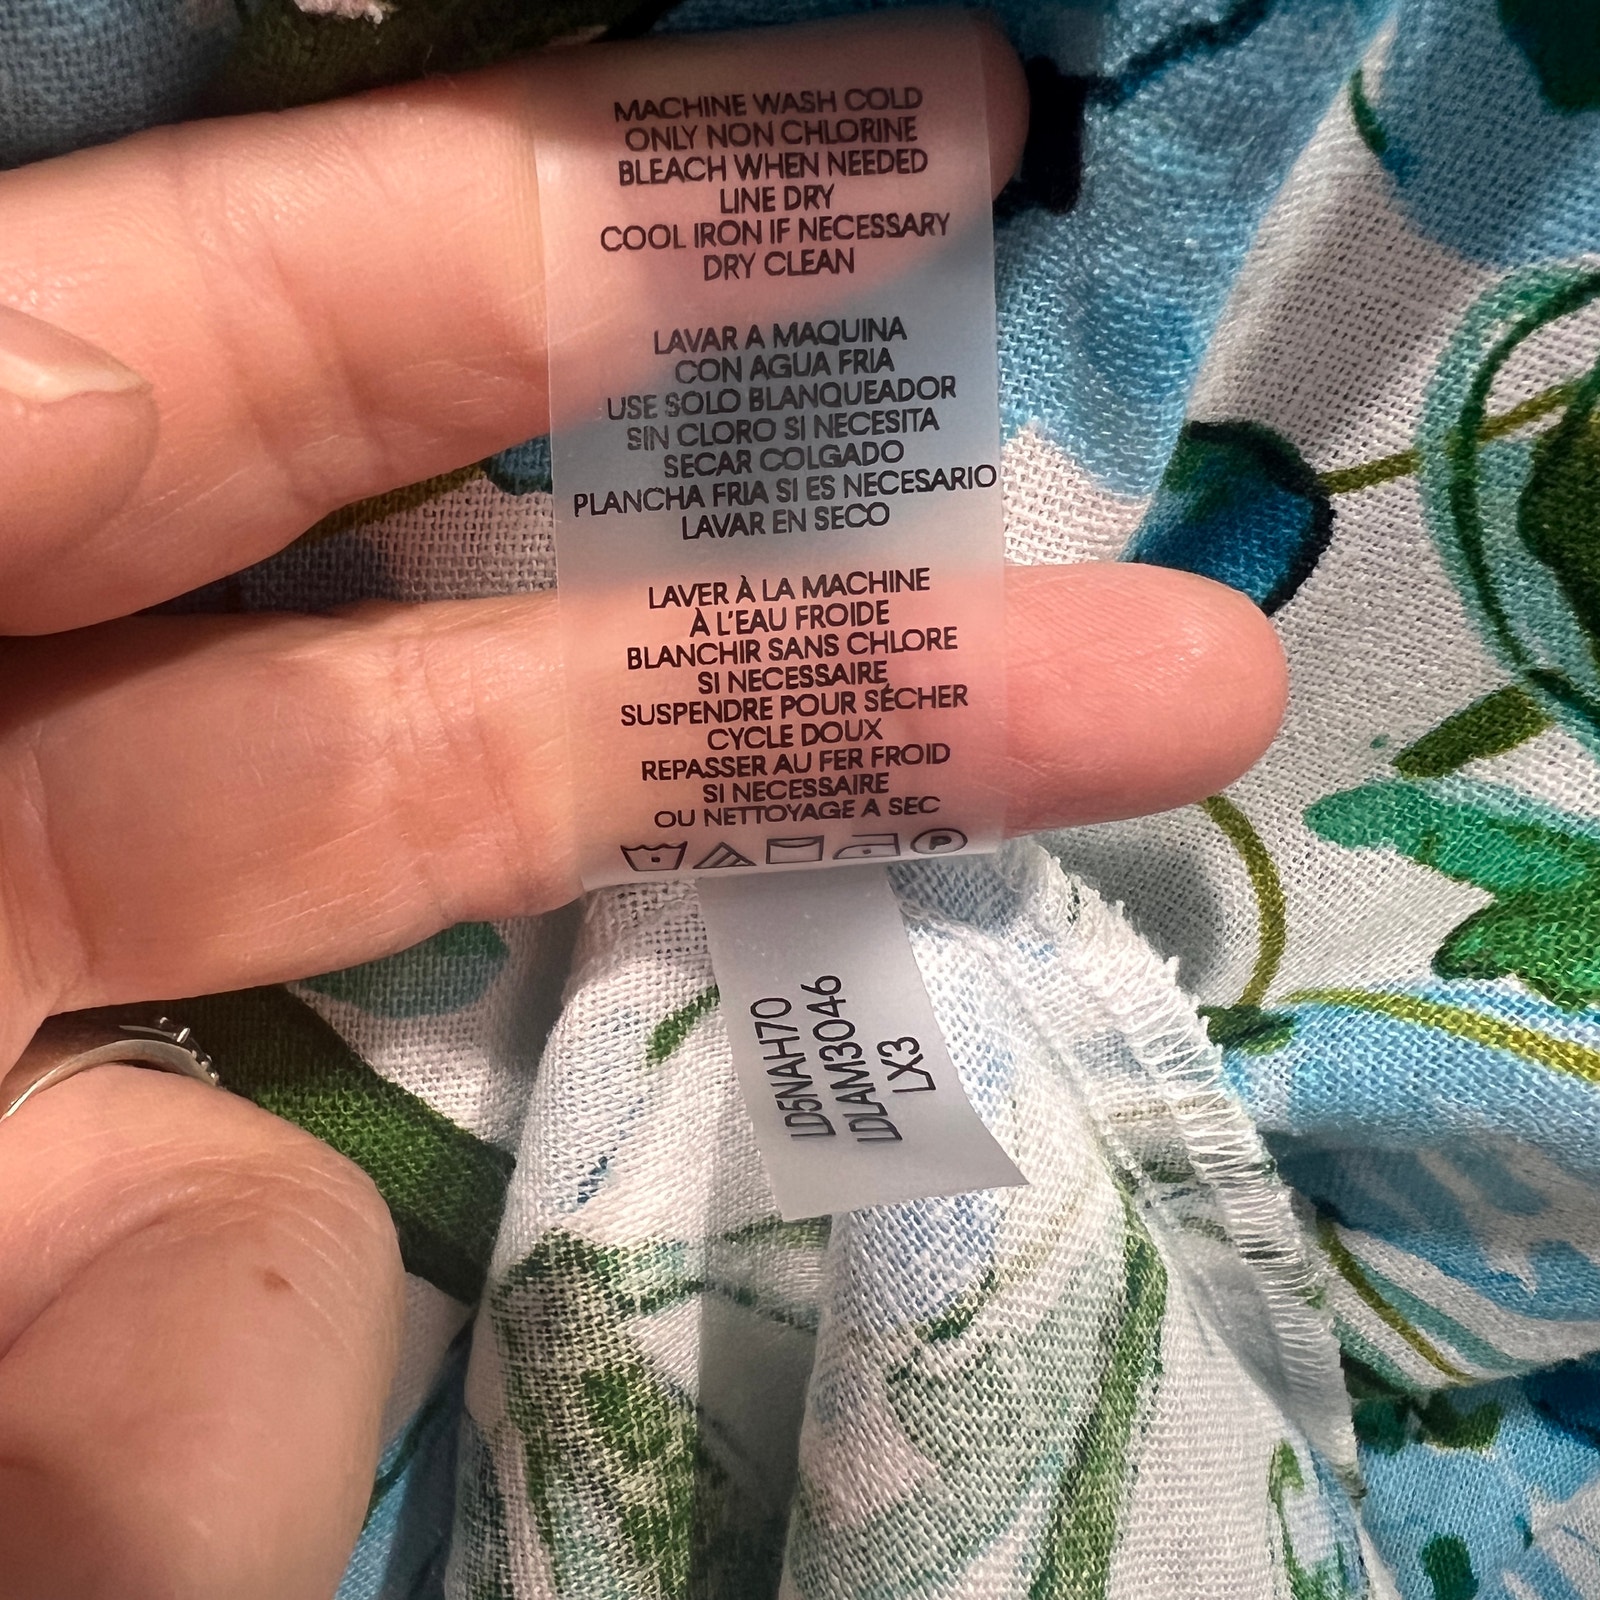 MACHINE WASH COLD
ONLY NON CHLORINE
BLEACH WHEN NEEDED
LINE DRY
COOL IRON IF NECESSARY
DRY CLEAN
LAVAR A MAQUINA
CON AGUA FRIA
USE SOLO BLANQUEADOR
SIN CLORO SI NECESITA
SECAR COLGADO
PLANCHA FRIA SI ES NECESARIO
LAVAR EN SECO
LAVER À LA MACHINE
À L'EAU FROIDE
BLANCHIR SANS CHLORE
SI NECESSAIRE
SUSPENDRE POUR SÉCHER
CYCLE DOUX
REPASSER AU FER FROID
SI NECESSAIRE
OU NETTOYAGE A SEC
P
LD5NAH70
LDLAM3046
LX3